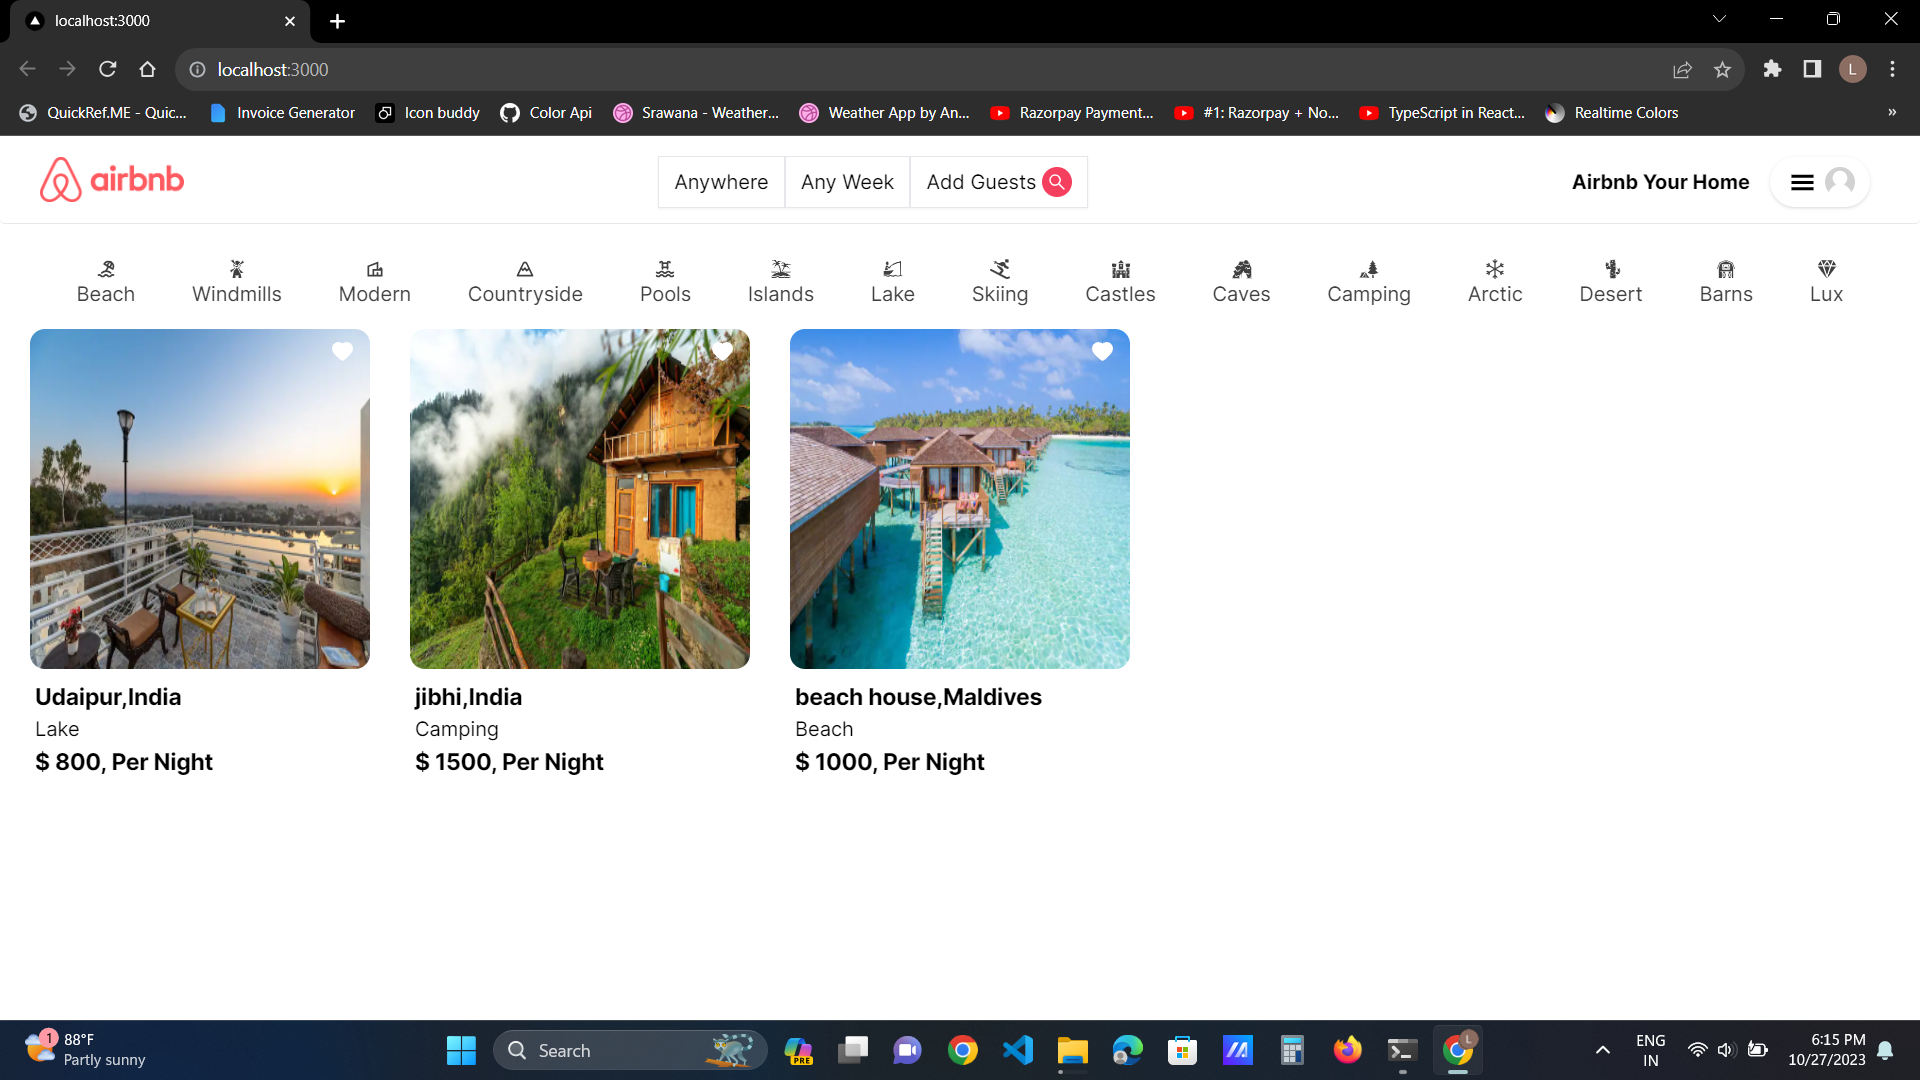 localhost:3000
localhost:3000
L
QuickRef.ME - Quic...
Invoice Generator
Icon buddy
Color Api
Srawana - Weather...
Weather App by An...
Razorpay Payment...
#1: Razorpay + No...
TypeScript in React...
Realtime Colors
»
airbnb
Anywhere
Any Week
Add Guests
Airbnb Your Home
Beach
Windmills
Modern
Countryside
Pools
Islands
Lake
Skiing
Castles
Caves
Camping
Arctic
Desert
Barns
Lux
Udaipur,India
Lake
$ 800, Per Night
jibhi,India
Camping
$ 1500, Per Night
beach house,Maldives
Beach
$ 1000, Per Night
1
88°F
Partly sunny
Search
PRE
L
ENG
IN
6:15 PM
10/27/2023